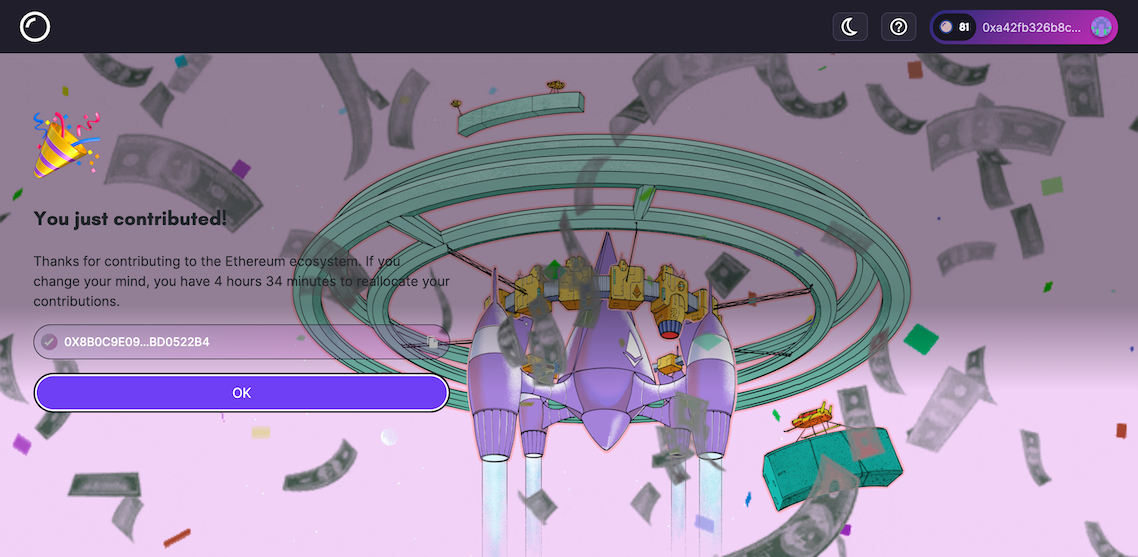 81 0xa42fb326b8c...
You just contributed!
Thanks for contributing to the Ethereum ecosystem. If you
change your mind, you have 4 hours 34 minutes to reallocate your
contributions.
0X8B0C9E09...BD0522B4
OK